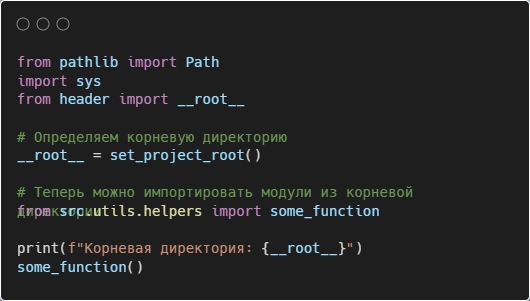 from pathlib import Path
import sys
from header import __root__
# Определяем корневую директорию
__root__ = set_project_root()
# Теперь можно импортировать модули из корневой
директории
from src.utils.helpers import some_function
print(f"Корневая директория: {__root__}")
some_function()